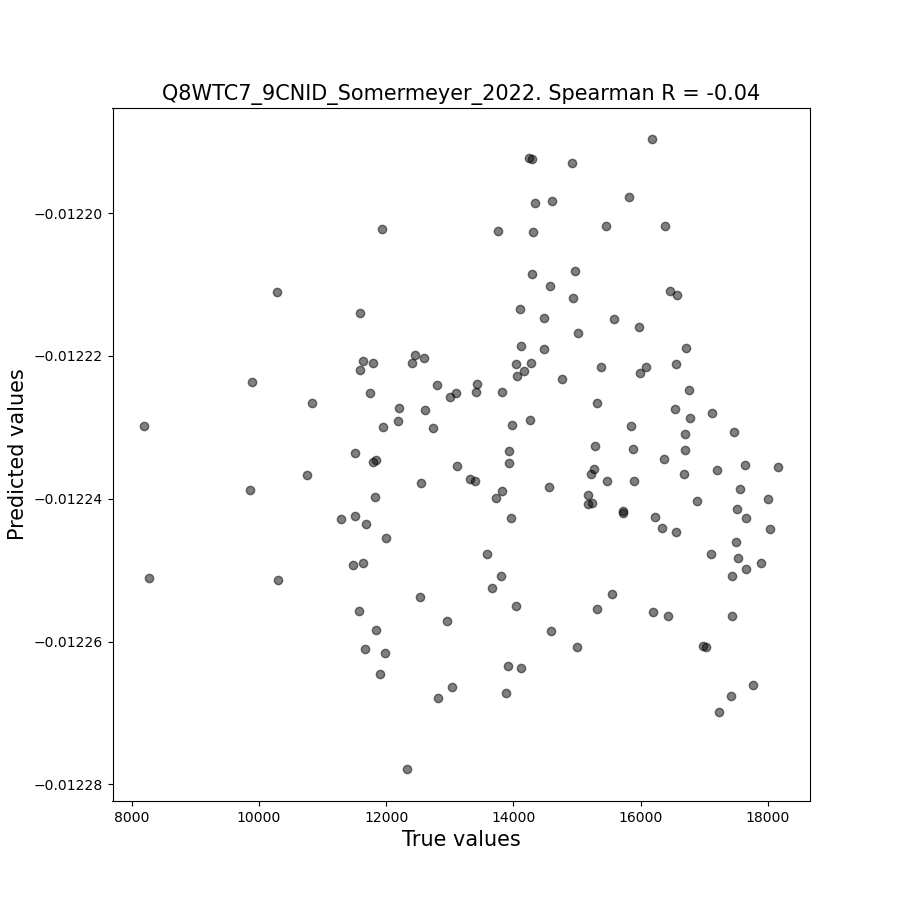 Q8WTC7_9CNID_Somermeyer_2022. Spearman R = -0.04
Predicted values
−0.01220
−0.01222
−0.01224
−0.01226
−0.01228
8000 10000 12000 14000 16000 18000
True values